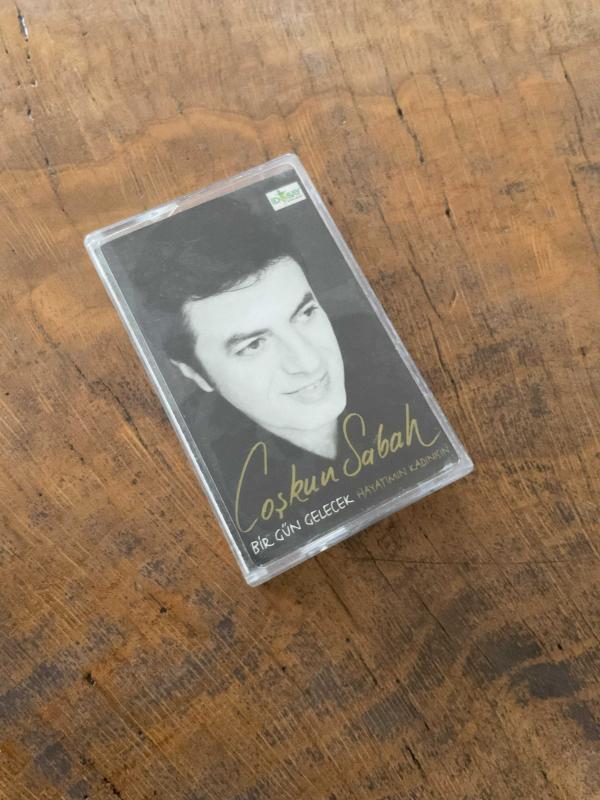 Coşkun Sabah
BİR GÜN GELECEK HAYATIMIN KADINISIN